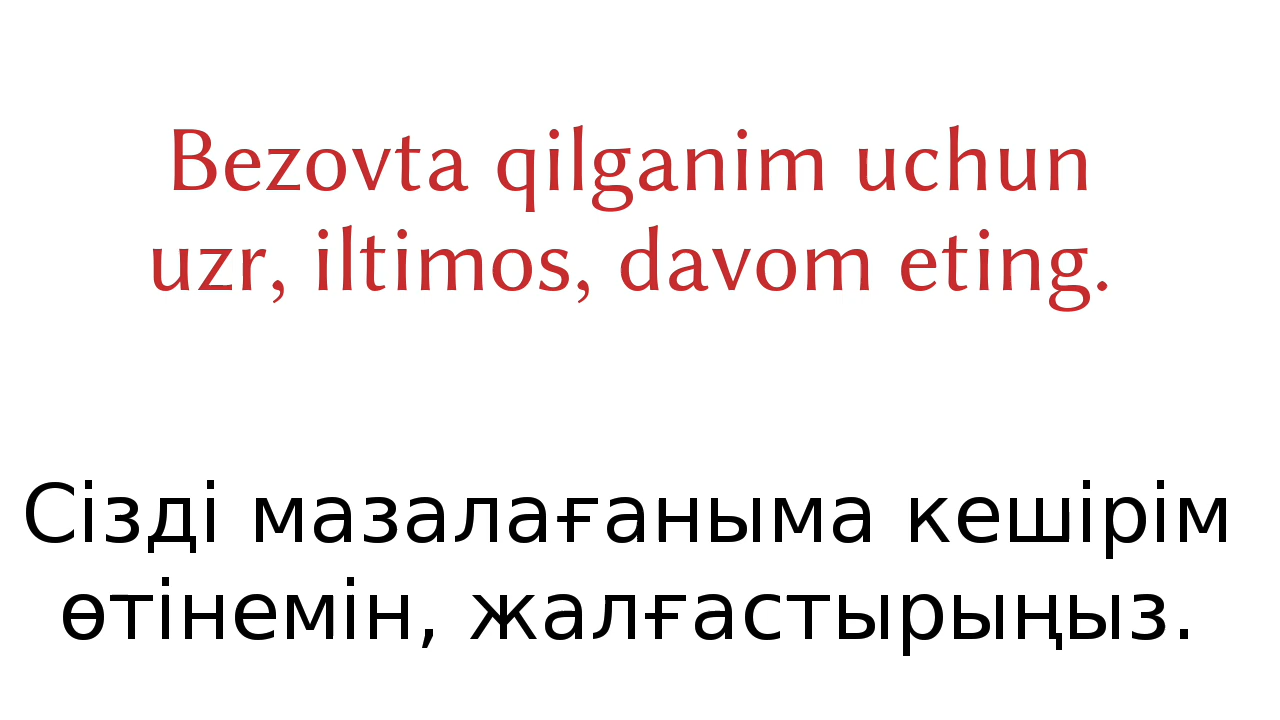 Bezovta qilganim uchun
uzr, iltimos, davom eting.
Сізді мазалағаныма кешірім
өтінемін, жалғастырыңыз.